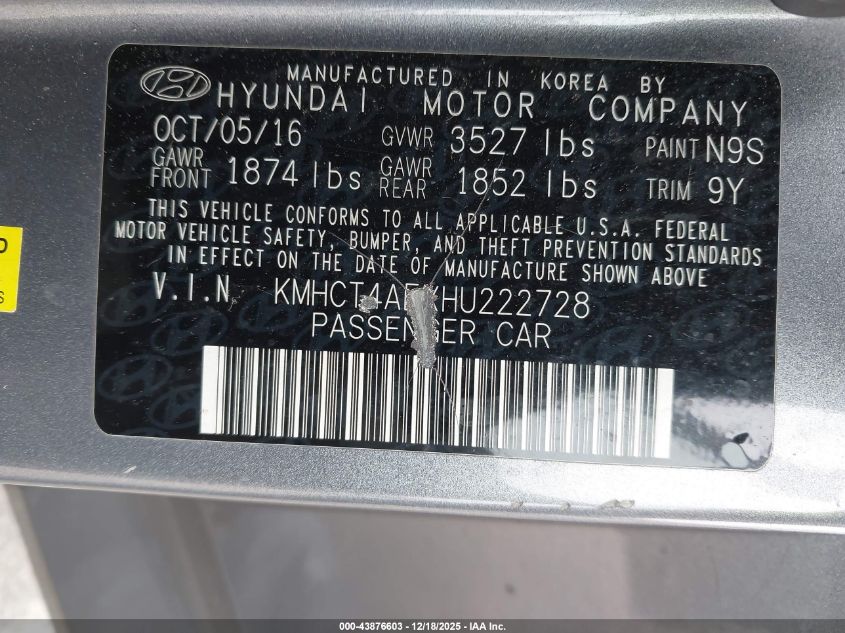 MANUFACTURED IN KOREA BY
HYUNDAI MOTOR COMPANY
OCT/05/16 GVWR 3527 lbs PAINT N9S
GAWR FRONT 1874 lbs GAWR REAR 1852 lbs TRIM 9Y
THIS VEHICLE CONFORMS TO ALL APPLICABLE U.S.A. FEDERAL
MOTOR VEHICLE SAFETY, BUMPER, AND THEFT PREVENTION STANDARDS
IN EFFECT ON THE DATE OF MANUFACTURE SHOWN ABOVE
V.I.N
PASSENGER CAR
000-43876603 - 12/18/2025 - IAA Inc.